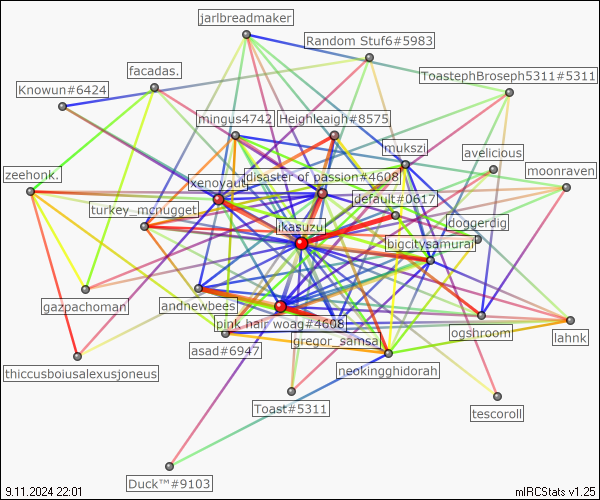 jarlbreadmaker
Random Stuf6#5983
facadas.
ToastephBroseph5311#5311
Knowun#6424
mingus4742
Heighleaigh#8575
mukszi
avelicious
zeehonk.
xenovaut
disaster of passion#4608
moonraven
default#0617
turkey_mcnugget
ikasuzu
doggerdig
bigcitysamurai
gazpachoman
andnewbees
pink hair woag#4608
ogshroom
gregor_samsa
asad#6947
lahnk
thiccsboiusalexusjoneus
neokingghidorah
Toast#5311
tescoroll
Duck™#9103
9.11.2024 22:01
mIRCStats v1.25